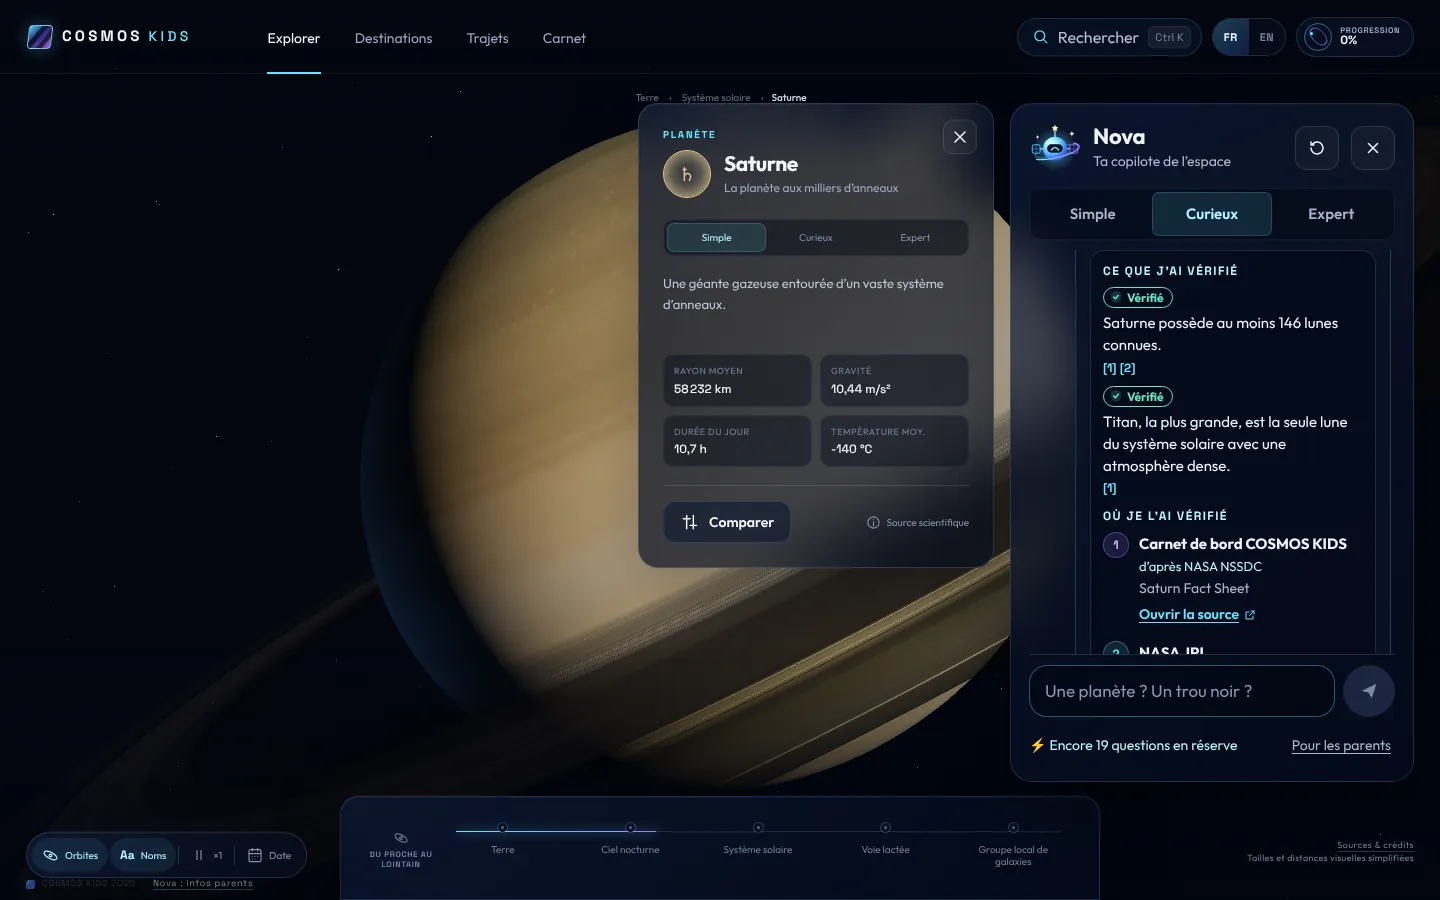 COSMOS KIDS
Explorer
Destinations
Trajets
Carnet
Rechercher
Ctrl K
FR
EN
PROGRESSION
0%
Terre › Système solaire › Saturne
PLANÈTE
♄
Saturne
La planète aux milliers d'anneaux
Simple
Curieux
Expert
Une géante gazeuse entourée d'un vaste système
d'anneaux.
RAYON MOYEN
58 232 km
GRAVITÉ
10,44 m/s²
DURÉE DU JOUR
10,7 h
TEMPÉRATURE MOY.
-140 °C
Comparer
Source scientifique
Nova
Ta copilote de l'espace
Simple
Curieux
Expert
CE QUE J'AI VÉRIFIÉ
Vérifié
Saturne possède au moins 146 lunes
connues.
[1] [2]
Vérifié
Titan, la plus grande, est la seule lune
du système solaire avec une
atmosphère dense.
[1]
OÙ JE L'AI VÉRIFIÉ
1
Carnet de bord COSMOS KIDS
d'après NASA NSSDC
Saturn Fact Sheet
Ouvrir la source
2
NASA JPL
Une planète ? Un trou noir ?
⚡ Encore 19 questions en réserve
Pour les parents
DU PROCHE AU
LOINTAIN
Terre
Ciel nocturne
Système solaire
Voie lactée
Groupe local de
galaxies
Orbites
Aa Noms
×1
Date
COSMOS KIDS 2026
Nova : infos parents
Sources & crédits
Tailles et distances visuelles simplifiées